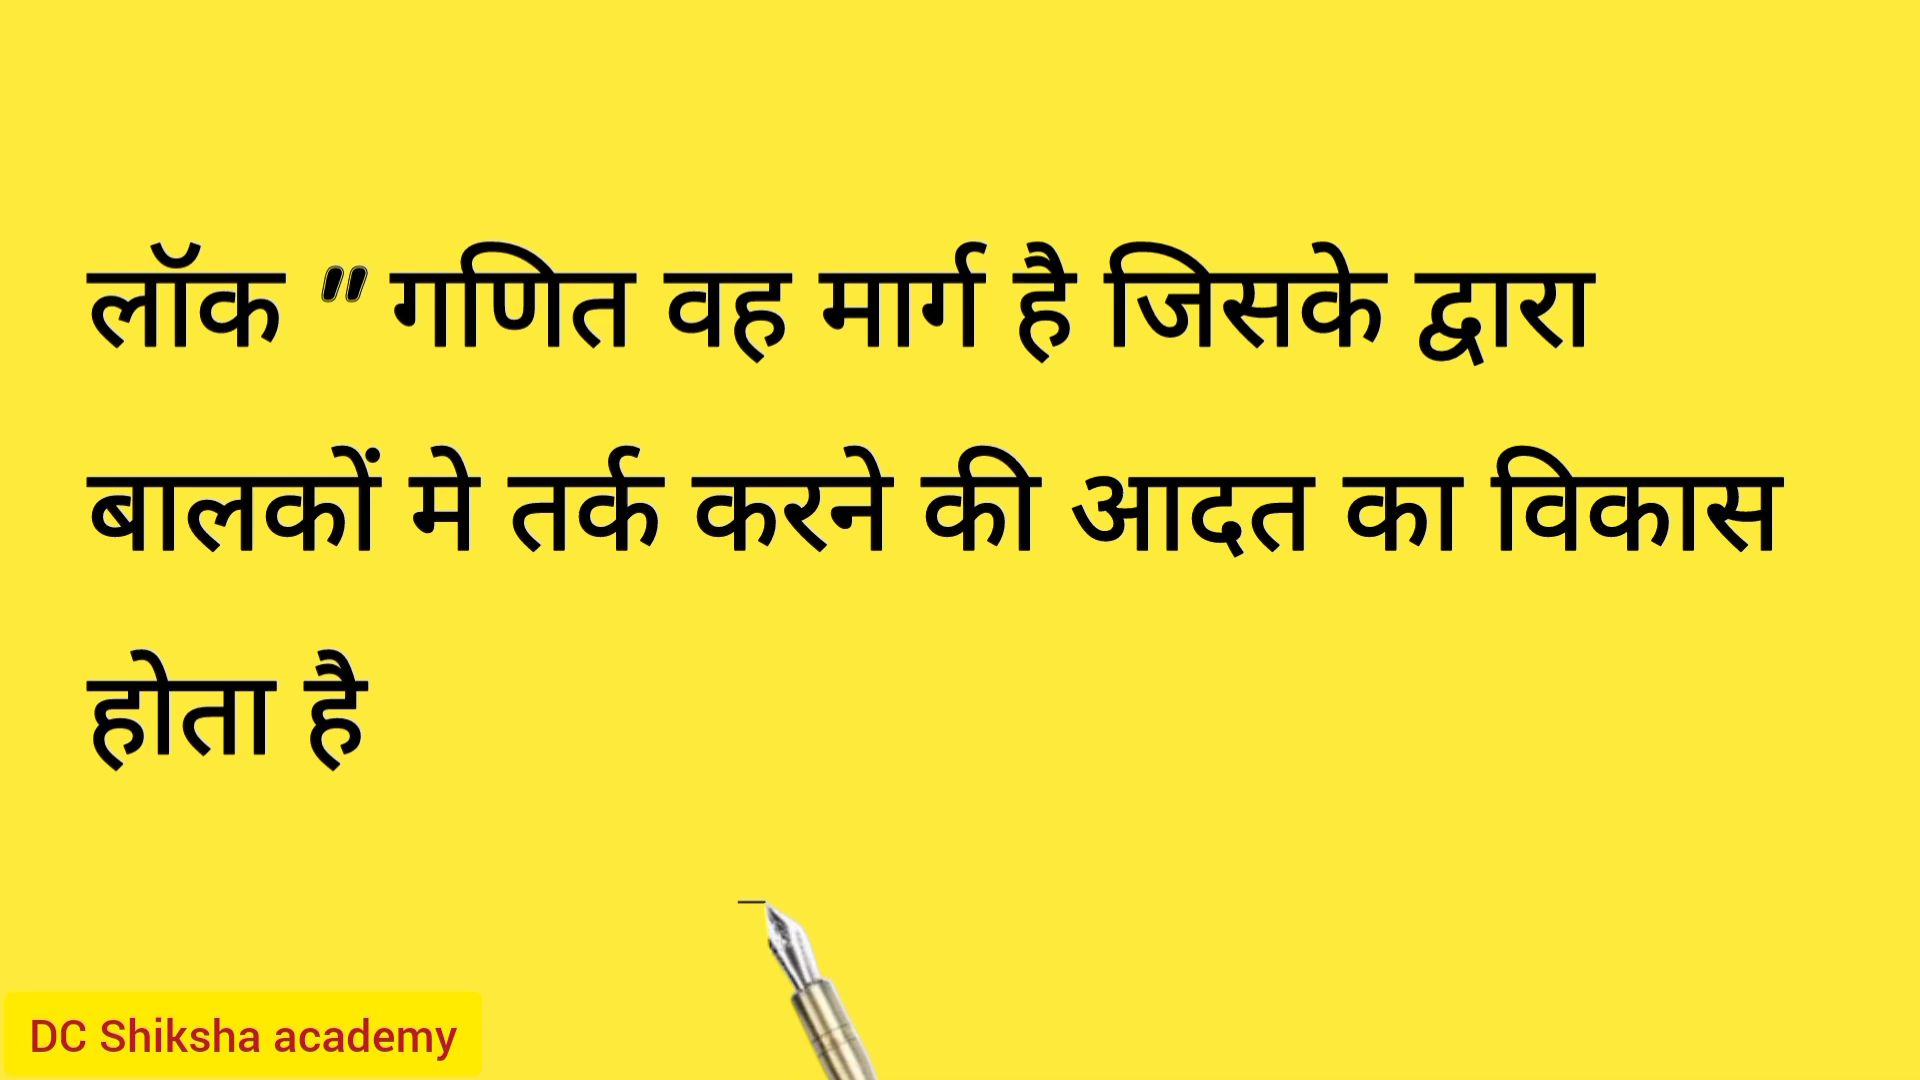 लॉक " गणित वह मार्ग है जिसके द्वारा
बालकों मे तर्क करने की आदत का विकास
होता है
DC Shiksha academy